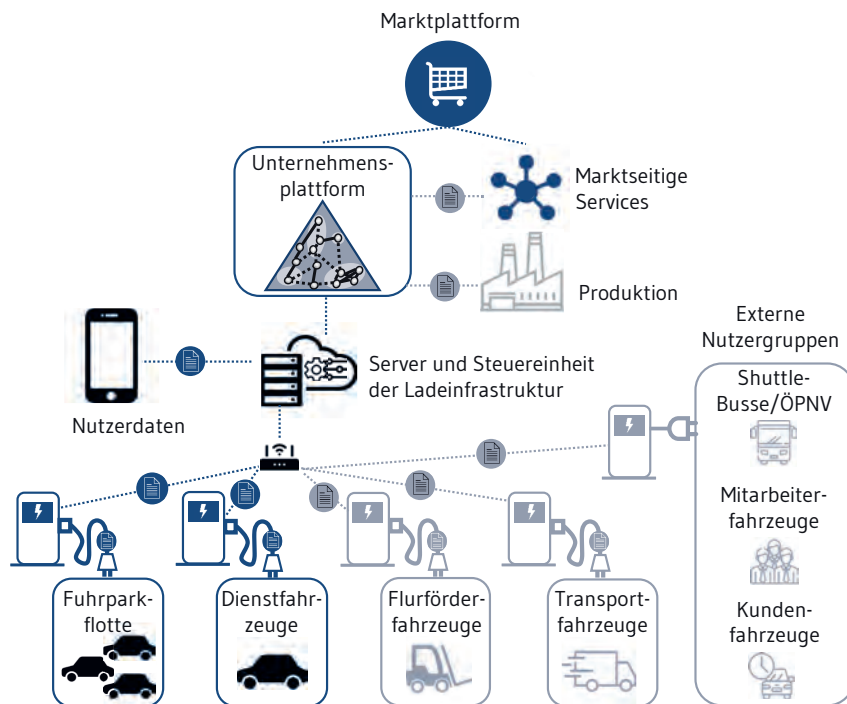 Marktplattform
Unternehmens-
plattform
Marktseitige
Services
Produktion
Externe
Nutzergruppen
Server und Steuereinheit
der Ladeinfrastruktur
Nutzerdaten
Shuttle-
Busse/ÖPNV
Mitarbeiter-
fahrzeuge
Kunden-
fahrzeuge
Fuhrpark-
flotte
Dienstfahr-
zeuge
Flurförder-
fahrzeuge
Transport-
fahrzeuge